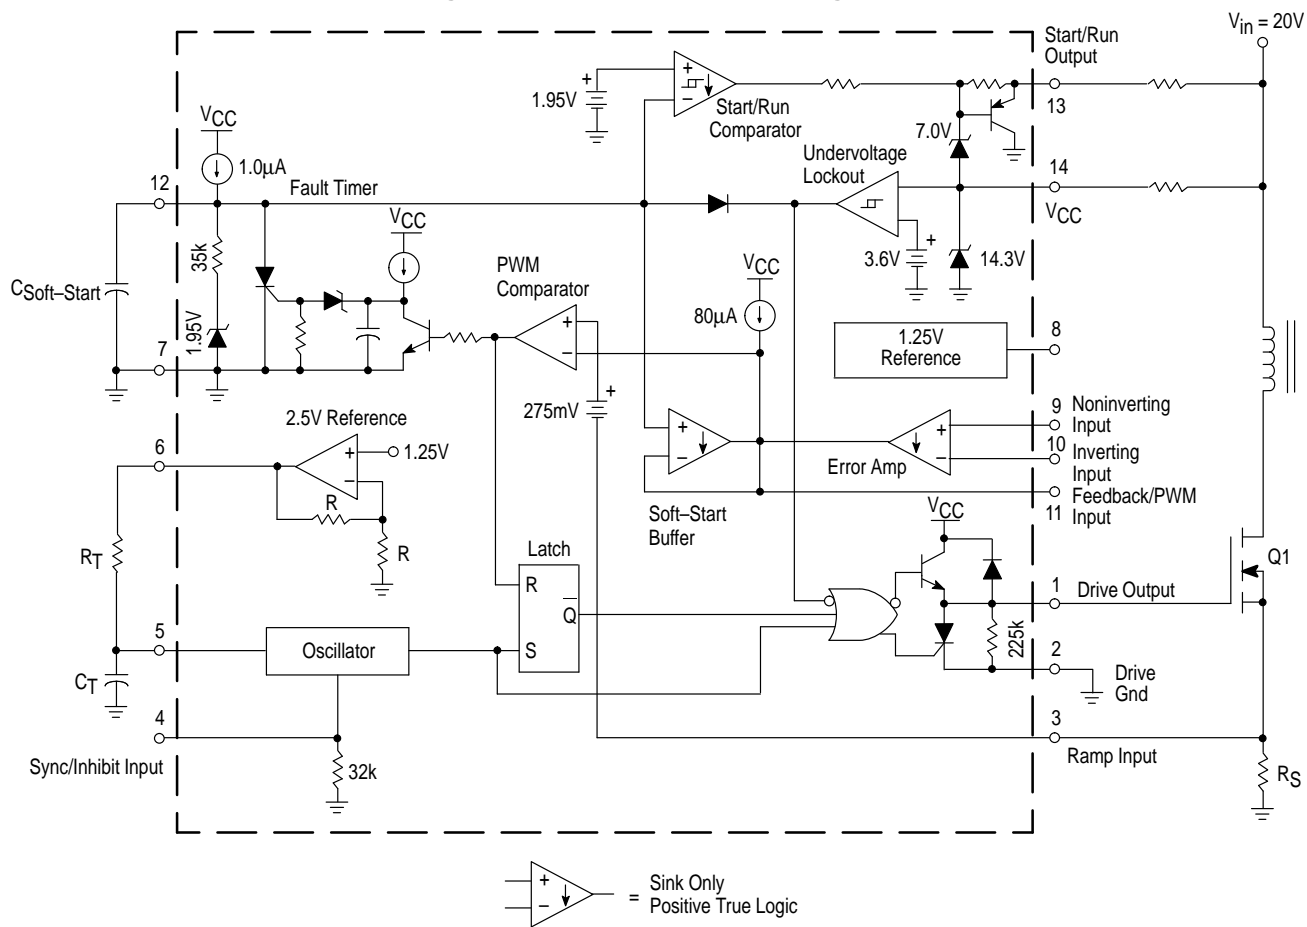 Vin = 20V
Start/Run
Output
13
1.95V
Start/Run
Comparator
7.0V
VCC
1.0µA
Undervoltage
Lockout
14
VCC
12
Fault Timer
VCC
35k
3.6V
14.3V
PWM
Comparator
VCC
CSoft–Start
80µA
1.95V
1.25V
Reference
8
7
275mV
9
Noninverting
Input
2.5V Reference
10
Inverting
Input
6
1.25V
Error Amp
Feedback/PWM
Input
11
R
Soft–Start
Buffer
VCC
RT
R
Latch
Q1
R
Q
S
1
Drive Output
225k
5
Oscillator
2
Drive
Gnd
CT
4
3
Ramp Input
Sync/Inhibit Input
32k
RS
= Sink Only
Positive True Logic